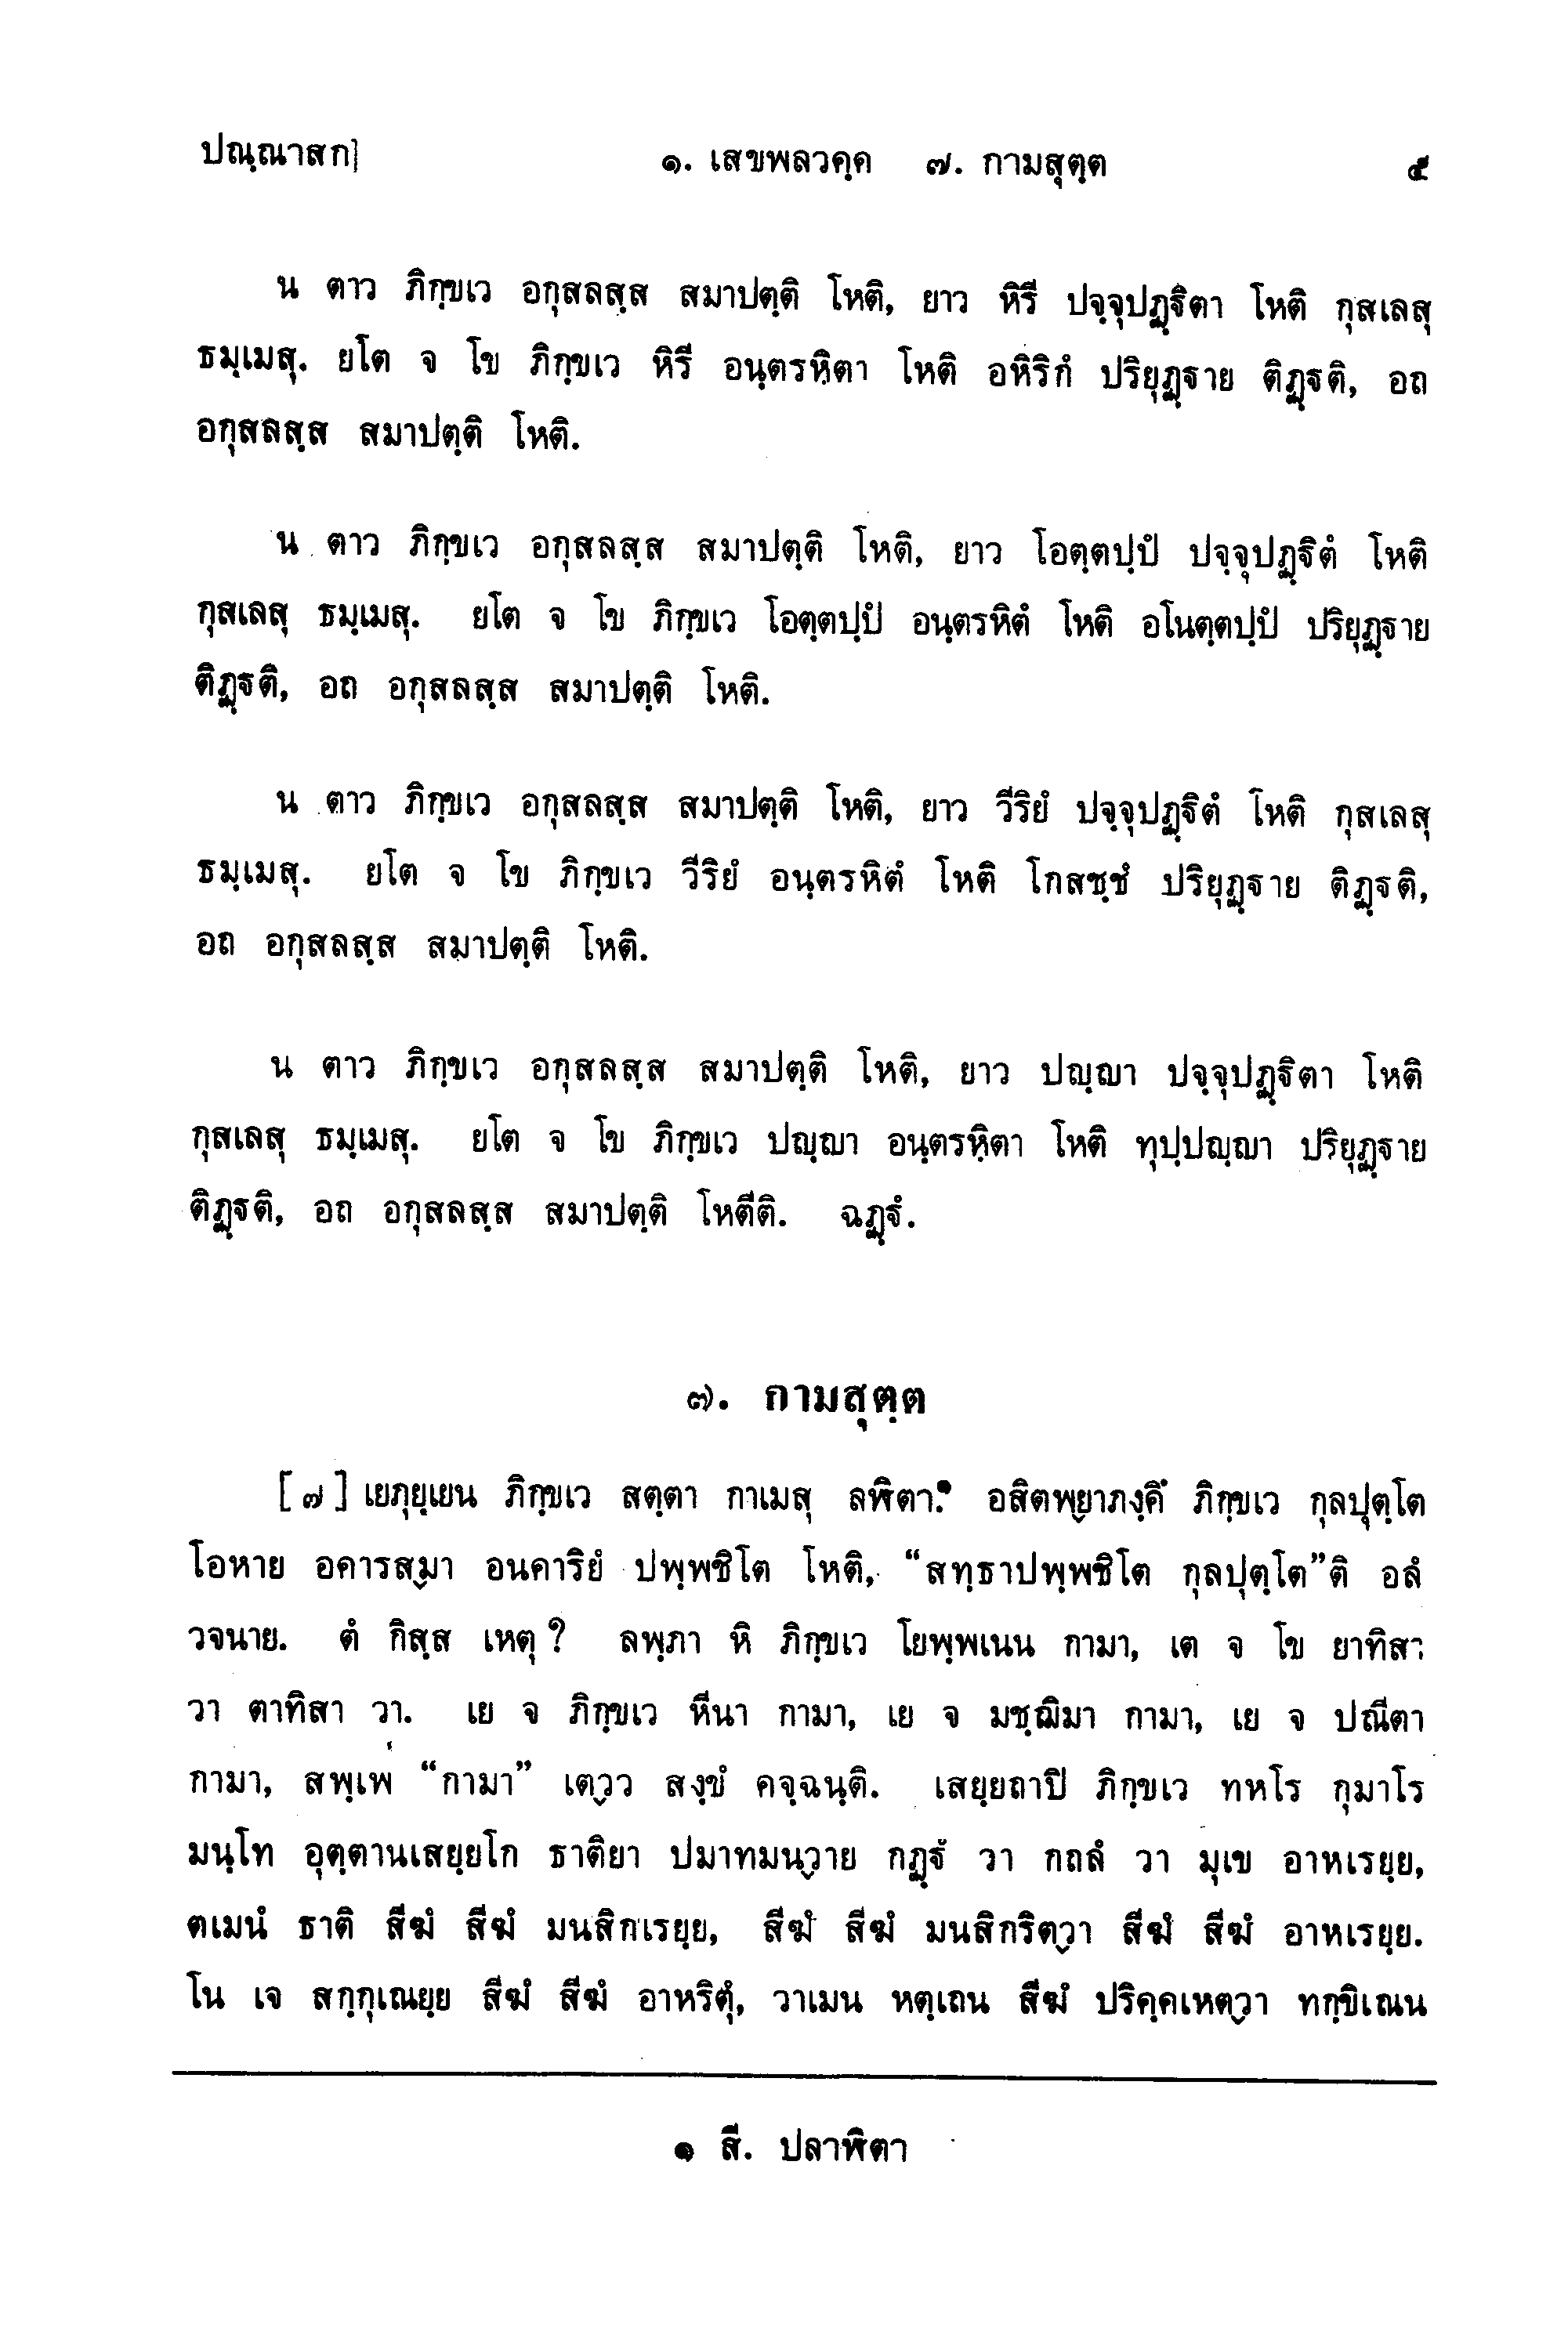 ปณฺณาสก] ๑. เสขพลวคฺค ๗. กามสุตฺต ๕
น ตาว ภิกฺขเว อกุสลสฺส สมาปตฺติ โหติ, ยาว หิรี ปจฺจุปฏฺฐิตา โหติ กุสเลสุ
ธมฺเมสุ. ยโต จ โข ภิกฺขเว หิรี อนฺตรหิตา โหติ อหิริกํ ปริยุฏฺฐาย ติฏฺฐติ, อถ
อกุสลสฺส สมาปตฺติ โหติ.
น ตาว ภิกฺขเว อกุสลสฺส สมาปตฺติ โหติ, ยาว โอตฺตปฺปํ ปจฺจุปฏฺฐิตํ โหติ
กุสเลสุ ธมฺเมสุ. ยโต จ โข ภิกฺขเว โอตฺตปฺปํ อนฺตรหิตํ โหติ อโนตฺตปฺปํ ปริยุฏฺฐาย
ติฏฺฐติ, อถ อกุสลสฺส สมาปตฺติ โหติ.
น ตาว ภิกฺขเว อกุสลสฺส สมาปตฺติ โหติ, ยาว วีริยํ ปจฺจุปฏฺฐิตํ โหติ กุสเลสุ
ธมฺเมสุ. ยโต จ โข ภิกฺขเว วีริยํ อนฺตรหิตํ โหติ โกสชฺชํ ปริยุฏฺฐาย ติฏฺฐติ,
อถ อกุสลสฺส สมาปตฺติ โหติ.
น ตาว ภิกฺขเว อกุสลสฺส สมาปตฺติ โหติ, ยาว ปญฺญา ปจฺจุปฏฺฐิตา โหติ
กุสเลสุ ธมฺเมสุ. ยโต จ โข ภิกฺขเว ปญฺญา อนฺตรหิตา โหติ ทุปฺปญฺญา ปริยุฏฺฐาย
ติฏฺฐติ, อถ อกุสลสฺส สมาปตฺติ โหตีติ. ฉฏฺฐํ.
๗. กามสุตฺต
[๗] เยภุยฺเยน ภิกฺขเว สตฺตา กาเมสุ ลฬิตา.๑ อสิตพฺยาภงฺคึ ภิกฺขเว กุลปุตฺโต
โอหาย อคารสฺมา อนคาริยํ ปพฺพชิโต โหติ, “สทฺธาปพฺพชิโต กุลปุตฺโต”ติ อลํ
วจนาย. ตํ กิสฺส เหตุ ? ลพฺภา หิ ภิกฺขเว โยพฺพเนน กามา, เต จ โข ยาทิสา
วา ตาทิสา วา. เย จ ภิกฺขเว หีนา กามา, เย จ มชฺฌิมา กามา, เย จ ปณีตา
กามา, สพฺเพ “กามา” เตฺวว สงฺขํ คจฺฉนฺติ. เสยฺยถาปิ ภิกฺขเว ทหโร กุมาโร
มนฺโท อุตฺตานเสยฺยโก ธาติยา ปมาทมนฺวาย กฏฺฐํ วา กถลํ วา มุเข อาหเรยฺย,
ตเมนํ ธาติ สีฆํ สีฆํ มนสิกเรยฺย, สีฆํ สีฆํ มนสิกริตฺวา สีฆํ สีฆํ อาหเรยฺย.
โน เจ สกฺกุเณยฺย สีฆํ สีฆํ อาหริตุํ, วาเมน หตฺเถน สีฆํ ปริคฺคเหตฺวา ทกฺขิเณน
๑ สี. ปลาฬิตา